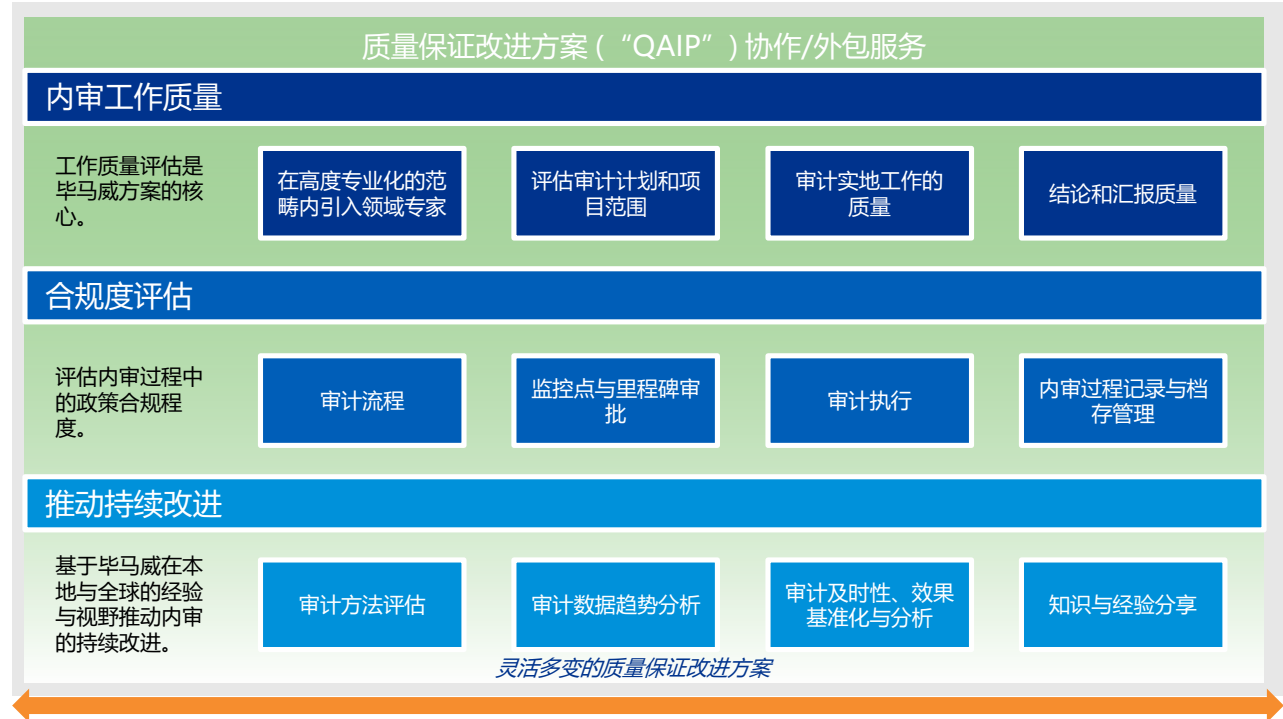 质量保证改进方案(“QAIP”)协作/外包服务
内审工作质量
工作质量评估是
毕马威方案的核
心。
在高度专业化的范
畴内引入领域专家
评估审计计划和项
目范围
审计实地工作的
质量
结论和汇报质量
合规度评估
评估内审过程中
的政策合规程
度。
审计流程
监控点与里程碑审
批
审计执行
内审过程记录与档
存管理
推动持续改进
基于毕马威在本
地与全球的经验
与视野推动内审
的持续改进。
审计方法评估
审计数据趋势分析
审计及时性、效果
基准化与分析
知识与经验分享
灵活多变的质量保证改进方案